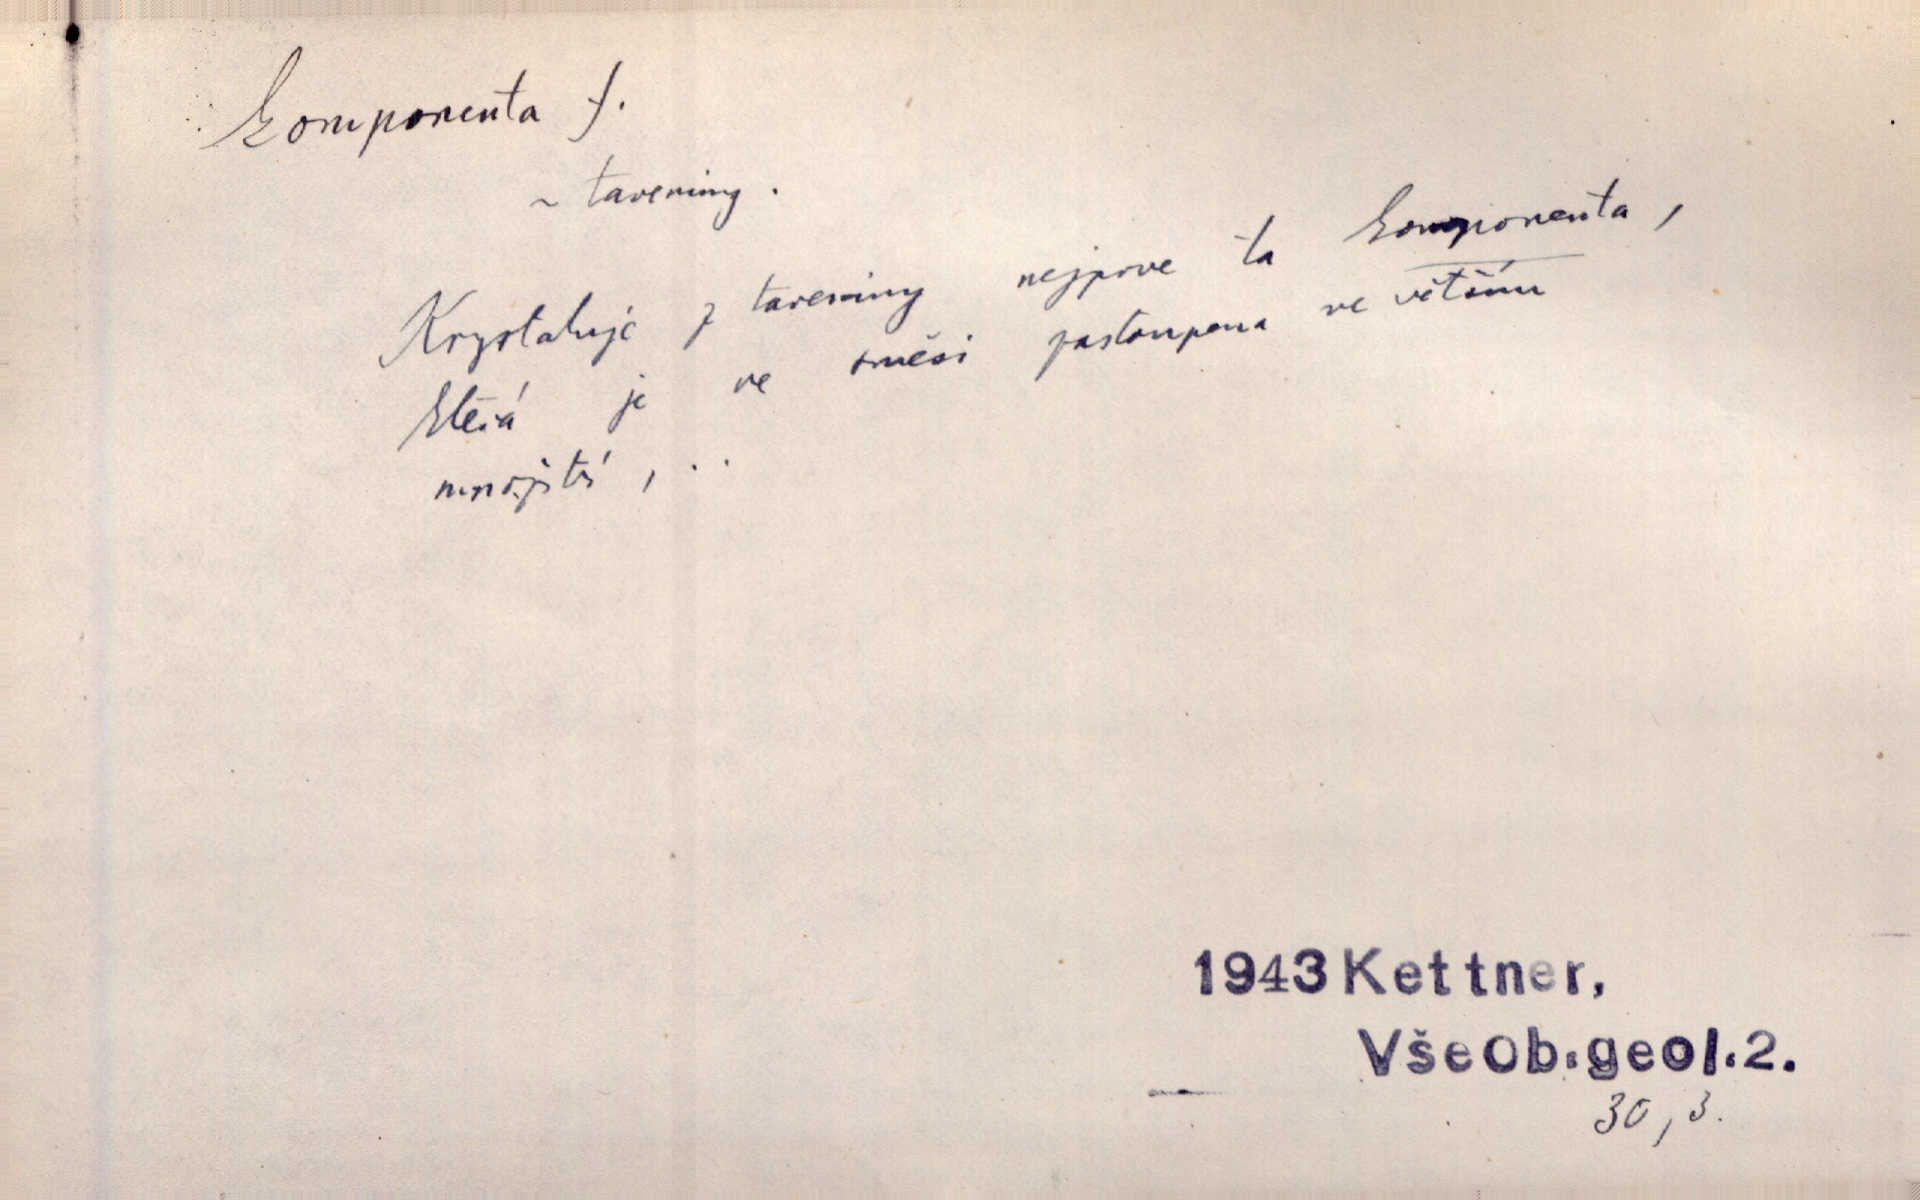 Komponenta f.
~ taveniny.
Krystaluje z taveniny nejprve ta komponenta,
která je ve směsi zastoupena ve větším
množství, ..
1943 Kettner,
Všeob.geol.2.
30,3.